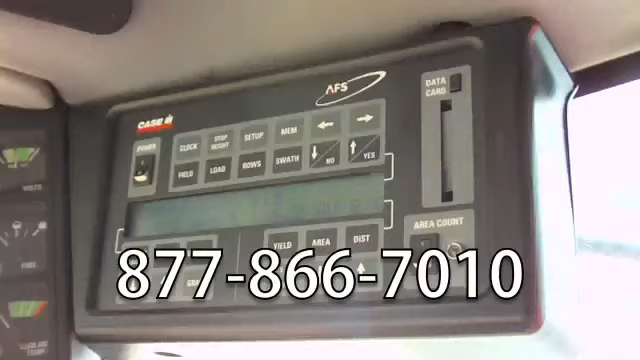 AFS
DATA CARD
CASE IH
POWER
CLOCK STOP HEIGHT SETUP MEM ← →
FIELD LOAD ROWS SWATH ↓ NO ↑ YES
AREA COUNT
YIELD AREA DIST
877-866-7010
VOLTS
FUEL